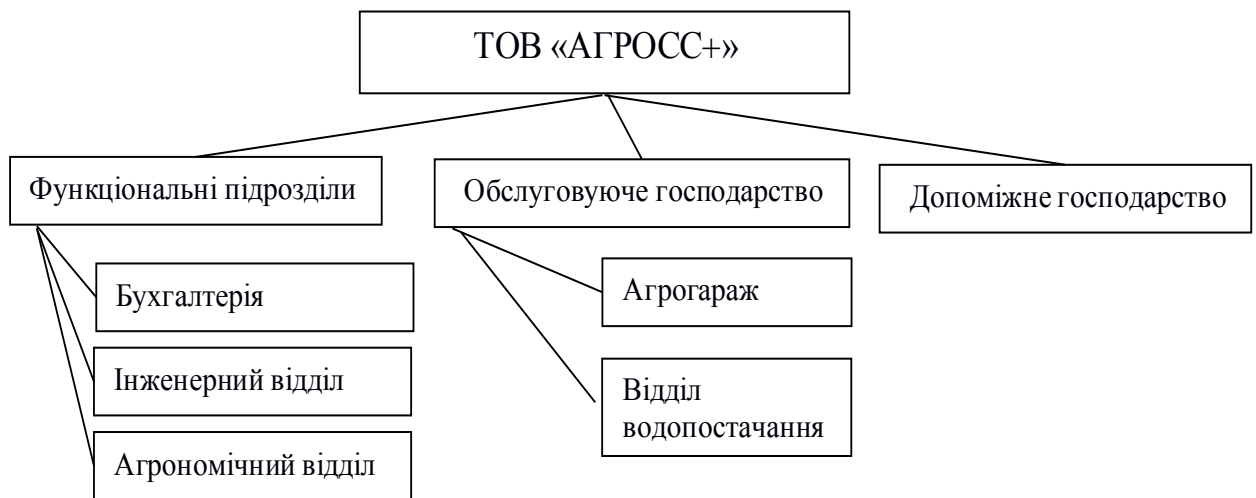 ТОВ «АГРОСС+»
Функціональні підрозділи
Обслуговуюче господарство
Допоміжне господарство
Бухгалтерія
Інженерний відділ
Агрономічний відділ
Агрогараж
Відділ
водопостачання